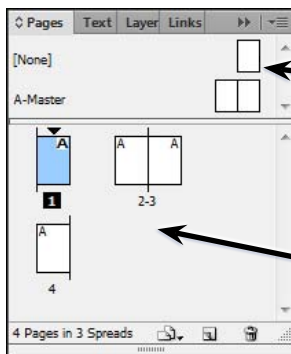 Pages Text Layer Links
[None]
A-Master
A
A A
1
2-3
A
4
4 Pages in 3 Spreads